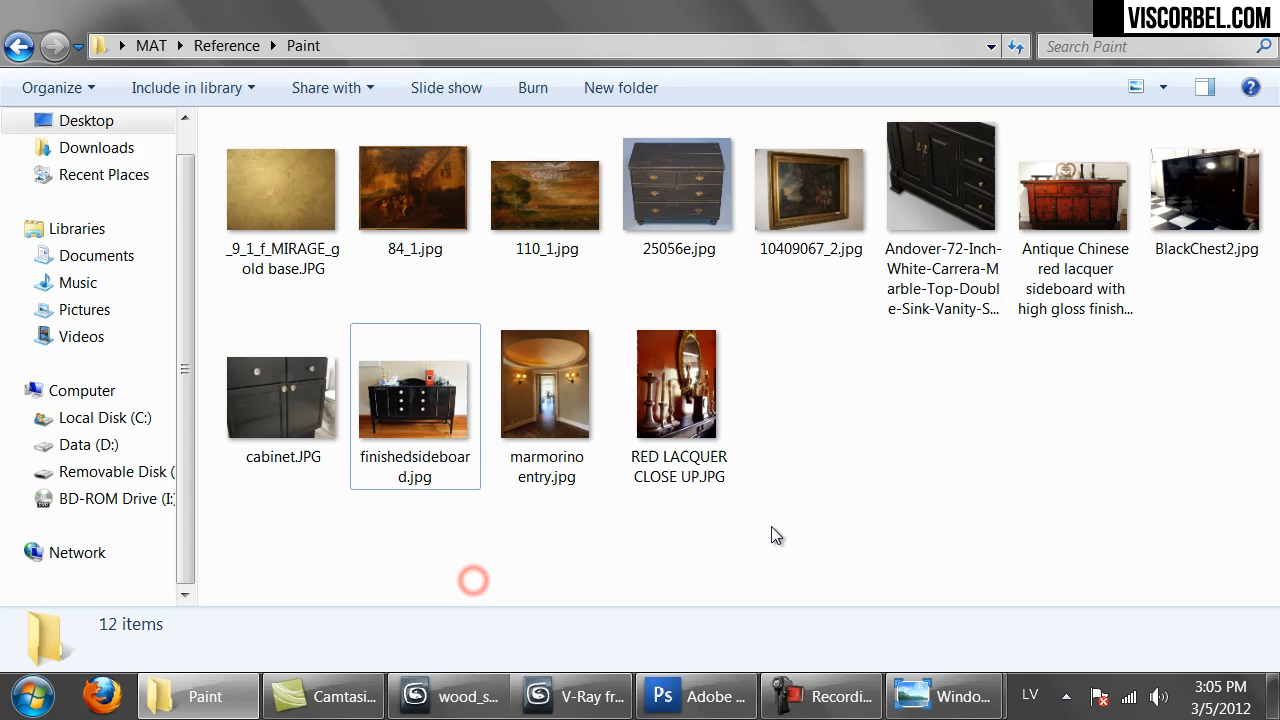 VISCORBEL.COM
MAT Reference Paint
Search Paint
Organize Include in library Share with Slide show Burn New folder
Desktop
Downloads
Recent Places
Libraries
Documents
Music
Pictures
Videos
Computer
Local Disk (C:)
Data (D:)
Removable Disk (
BD-ROM Drive (I:
Network
_9_1_f_MIRAGE_g
old base.JPG
84_1.jpg
110_1.jpg
25056e.jpg
10409067_2.jpg
Andover-72-Inch-
White-Carrera-M
arble-Top-Doubl
e-Sink-Vanity-S...
Antique Chinese
red lacquer
sideboard with
high gloss finish...
BlackChest2.jpg
cabinet.JPG
finishedsideboar
d.jpg
marmorino
entry.jpg
RED LACQUER
CLOSE UP.JPG
12 items
Paint Camtasi... wood_s... V-Ray fr... Ps Adobe ... Recordi... Windo... LV 3:05 PM
3/5/2012